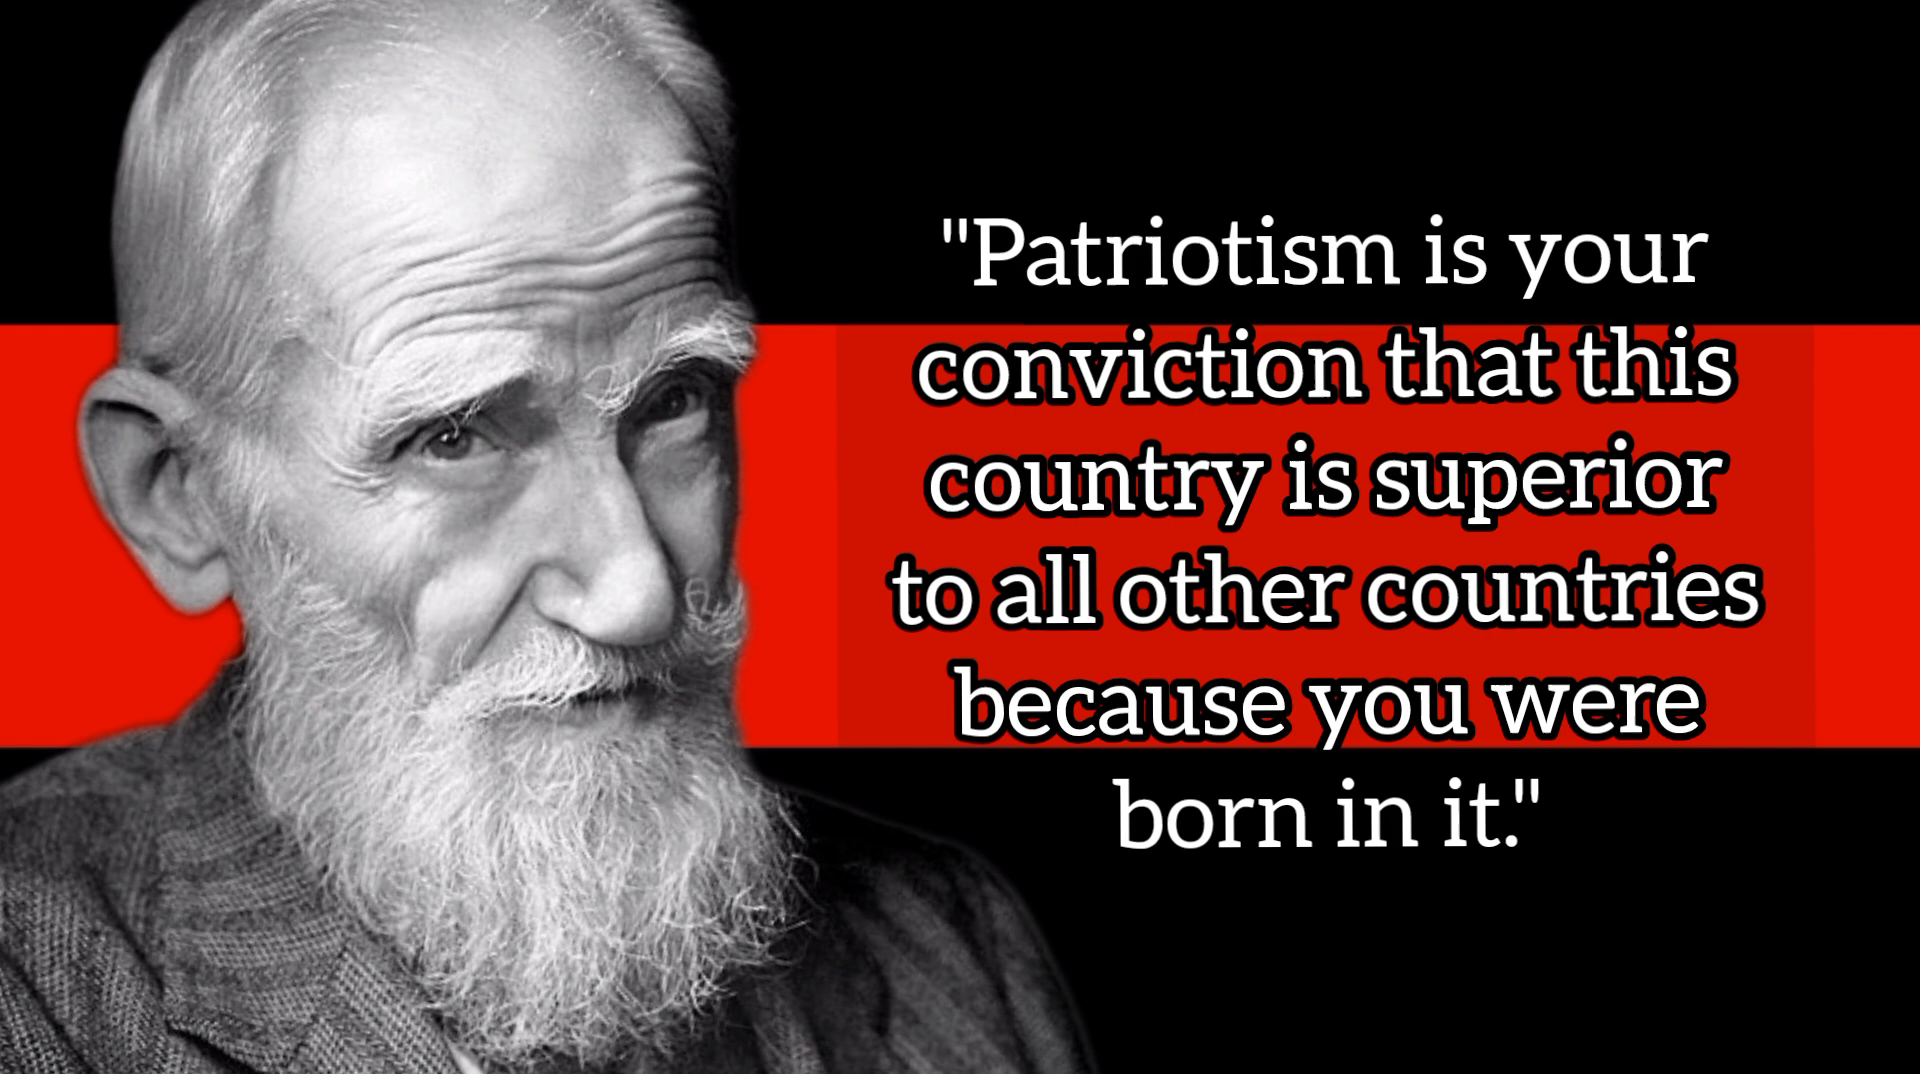 "Patriotism is your
conviction that this
country is superior
to all other countries
because you were
born in it."